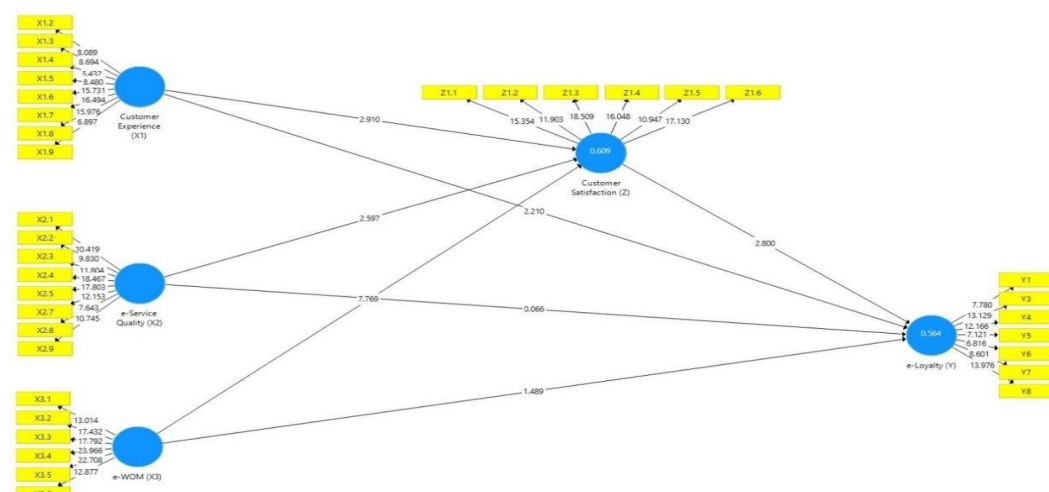 X1.2
X1.3
X1.4
X1.5
X1.6
X1.7
X1.8
X1.9
8.089
8.694
8.480
15.731
16.494
15.976
6.897
Customer
Experience
(X1)
2.910
Z1.1
Z1.2
Z1.3
Z1.4
Z1.5
Z1.6
15.354
11.903
18.509
16.048
10.947
17.130
0.609
Customer
Satisfaction (Z)
2.210
2.597
2.800
X2.1
X2.2
X2.3
X2.4
X2.5
X2.7
X2.8
X2.9
10.419
9.830
11.804
18.467
17.803
12.153
7.643
10.745
e-Service
Quality (X2)
7.769
0.066
Y1
Y3
Y4
Y5
Y6
Y7
Y8
7.780
13.129
12.166
7.121
6.816
8.601
13.976
0.564
e-Loyalty (Y)
1.489
X3.1
X3.2
X3.3
X3.4
X3.5
13.014
17.432
17.792
23.966
22.708
12.877
e-WOM (X3)